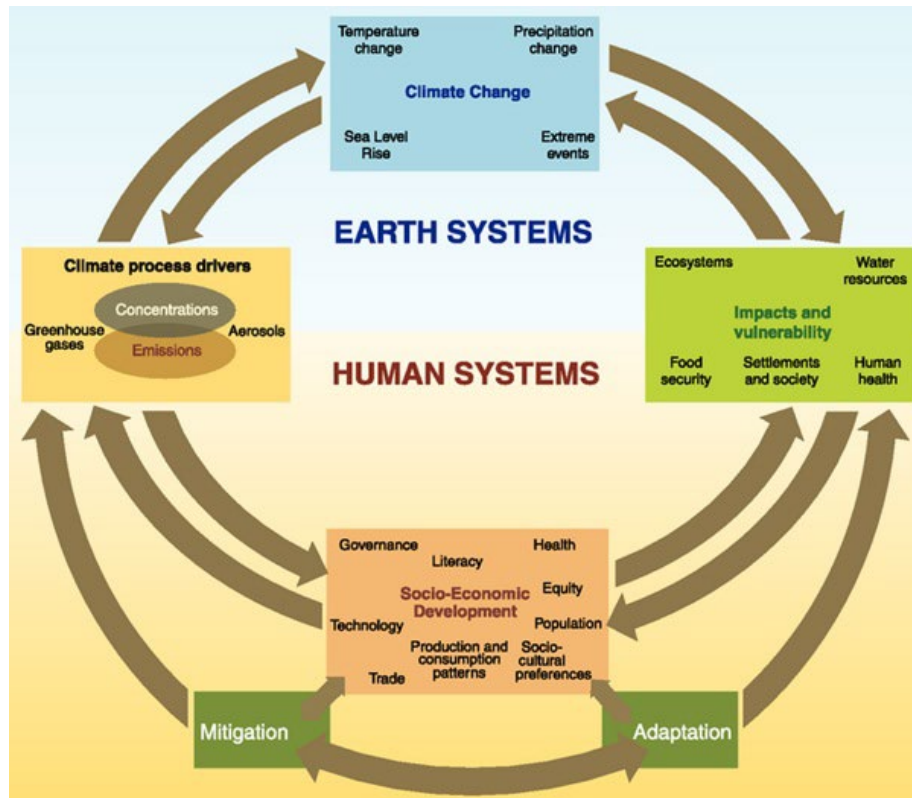 Temperature
change
Precipitation
change
Climate Change
Sea Level
Rise
Extreme
events
EARTH SYSTEMS
Climate process drivers
Concentrations
Greenhouse
gases
Aerosols
Emissions
Ecosystems
Water
resources
Impacts and
vulnerability
Food
security
Settlements
and society
Human
health
HUMAN SYSTEMS
Governance
Literacy
Health
Socio-Economic
Development
Equity
Technology
Population
Production and
consumption
patterns
Socio-
cultural
preferences
Trade
Mitigation
Adaptation